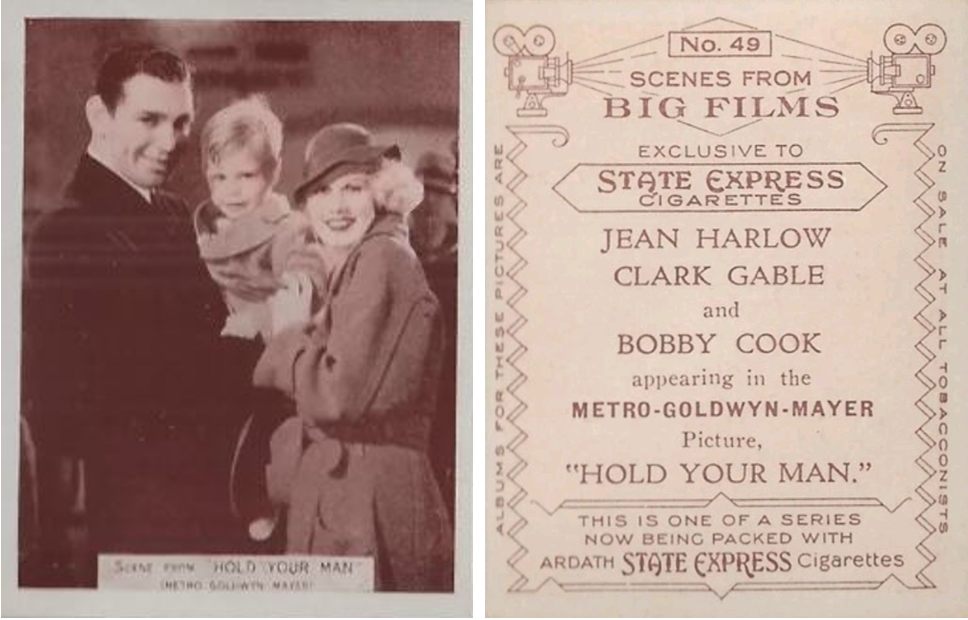 SCENE FROM "HOLD YOUR MAN"
(METRO GOLDWYN MAYER)
No. 49
SCENES FROM
BIG FILMS
EXCLUSIVE TO
STATE EXPRESS
CIGARETTES
JEAN HARLOW
CLARK GABLE
and
BOBBY COOK
appearing in the
METRO-GOLDWYN-MAYER
Picture,
"HOLD YOUR MAN."
THIS IS ONE OF A SERIES
NOW BEING PACKED WITH
ARDATH STATE EXPRESS Cigarettes
ALBUMS FOR THESE PICTURES ARE
ON SALE AT ALL TOBACCONISTS